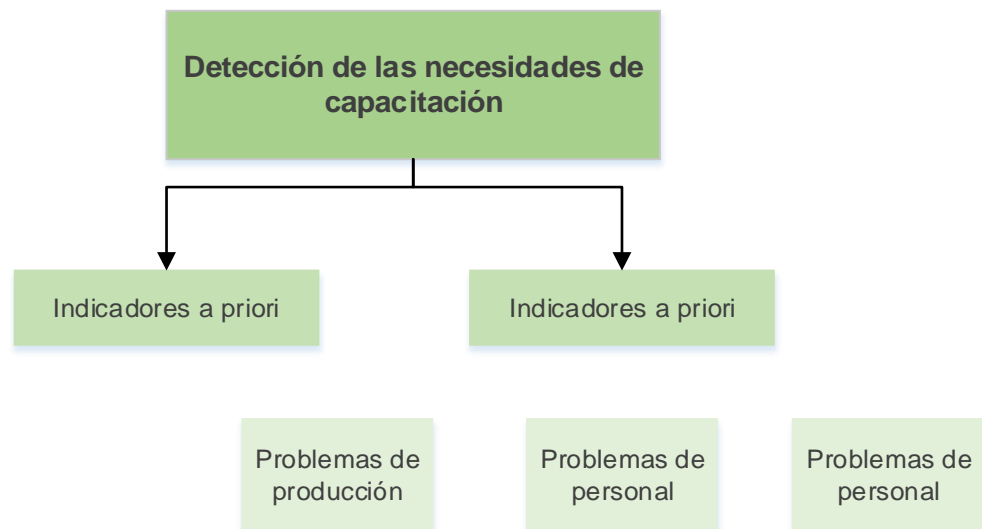 Detección de las necesidades de
capacitación
Indicadores a priori
Indicadores a priori
Problemas de
producción
Problemas de
personal
Problemas de
personal